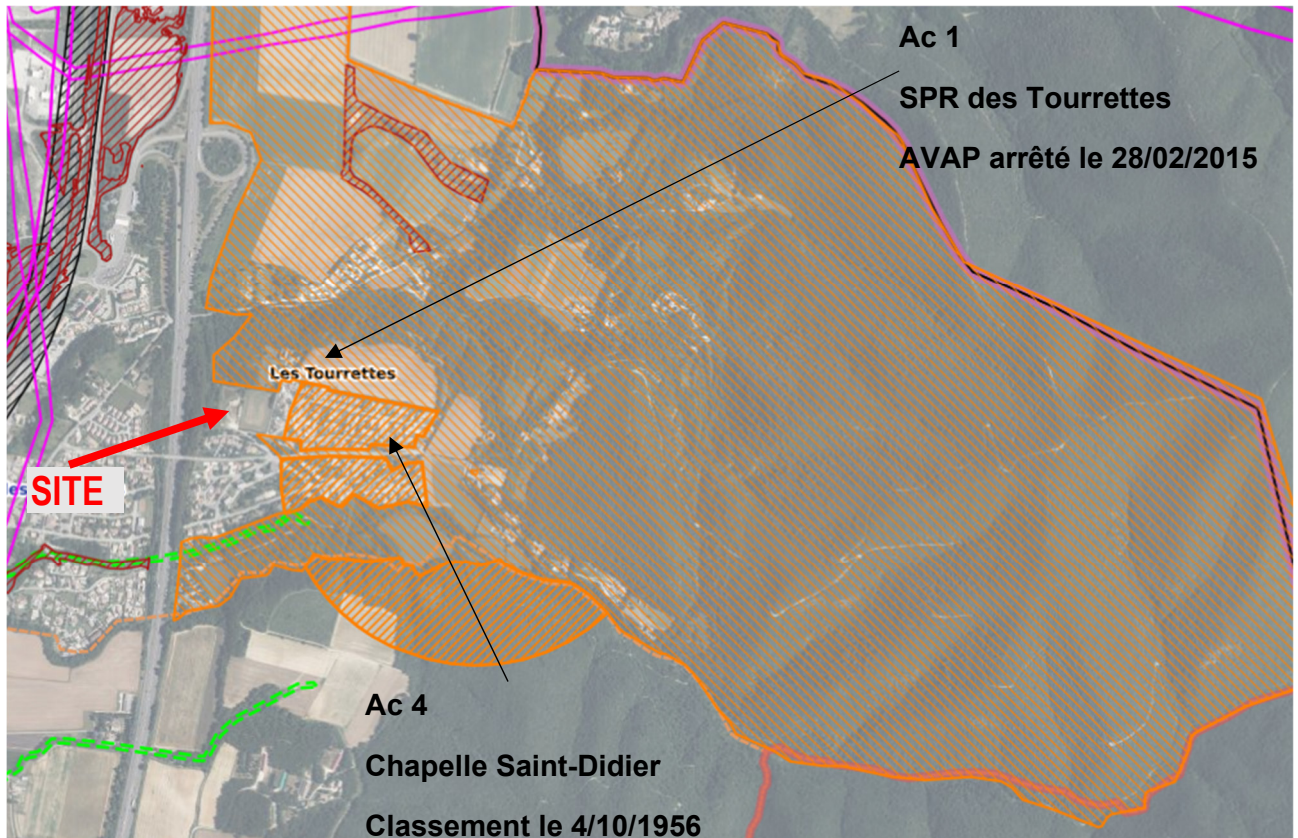 Ac 1
SPR des Tourrettes
AVAP arrêté le 28/02/2015
Les Tourrettes
SITE
Ac 4
Chapelle Saint-Didier
Classement le 4/10/1956